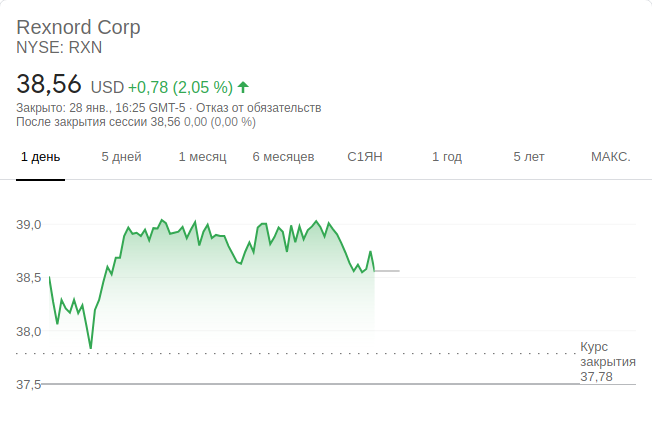 Rexnord Corp
NYSE: RXN
38,56 USD +0,78 (2,05 %)
Закрыто: 28 янв., 16:25 GMT-5 · Отказ от обязательств
После закрытия сессии 38,56 0,00 (0,00 %)
1 день 5 дней 1 месяц 6 месяцев С1ЯН 1 год 5 лет МАКС.
39,0
38,5
38,0
Курс
закрытия
37,78
37,5